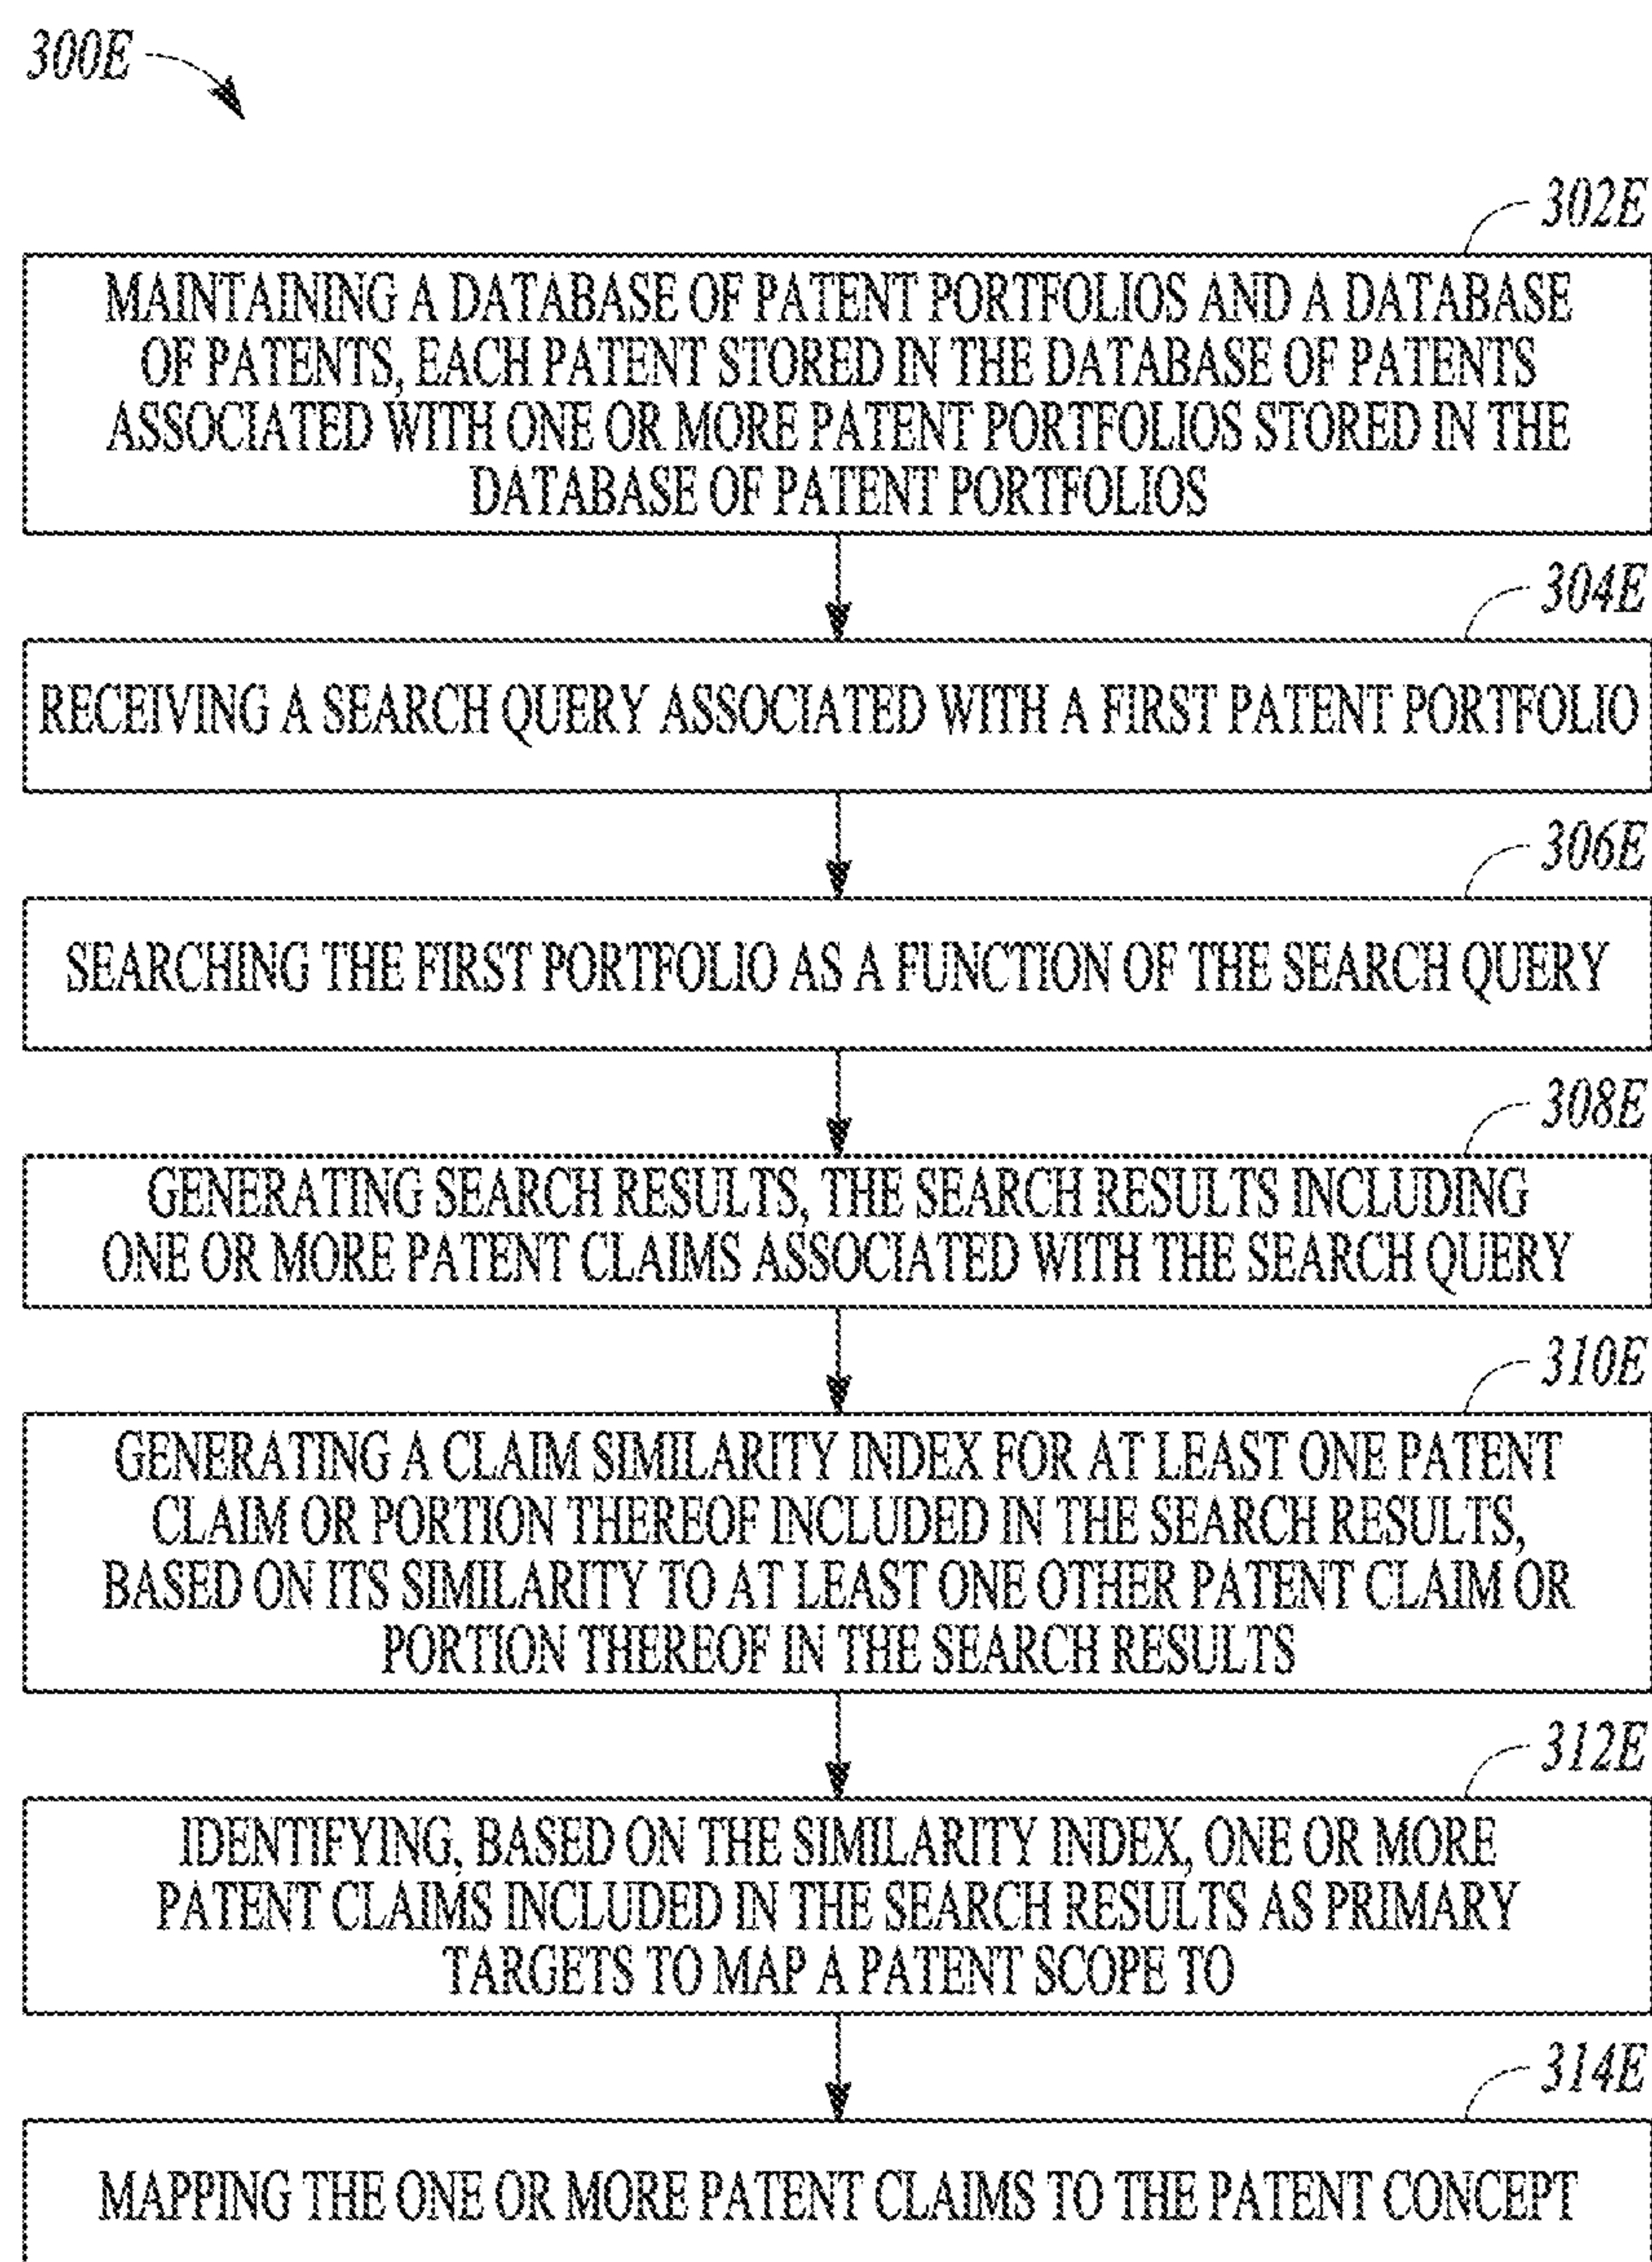 300E
302E
MAINTAINING A DATABASE OF PATENT PORTFOLIOS AND A DATABASE
OF PATENTS, EACH PATENT STORED IN THE DATABASE OF PATENTS
ASSOCIATED WITH ONE OR MORE PATENT PORTFOLIOS STORED IN THE
DATABASE OF PATENT PORTFOLIOS
304E
RECEIVING A SEARCH QUERY ASSOCIATED WITH A FIRST PATENT PORTFOLIO
306E
SEARCHING THE FIRST PORTFOLIO AS A FUNCTION OF THE SEARCH QUERY
308E
GENERATING SEARCH RESULTS, THE SEARCH RESULTS INCLUDING
ONE OR MORE PATENT CLAIMS ASSOCIATED WITH THE SEARCH QUERY
310E
GENERATING A CLAIM SIMILARITY INDEX FOR AT LEAST ONE PATENT
CLAIM OR PORTION THEREOF INCLUDED IN THE SEARCH RESULTS,
BASED ON ITS SIMILARITY TO AT LEAST ONE OTHER PATENT CLAIM OR
PORTION THEREOF IN THE SEARCH RESULTS
312E
IDENTIFYING, BASED ON THE SIMILARITY INDEX, ONE OR MORE
PATENT CLAIMS INCLUDED IN THE SEARCH RESULTS AS PRIMARY
TARGETS TO MAP A PATENT SCOPE TO
314E
MAPPING THE ONE OR MORE PATENT CLAIMS TO THE PATENT CONCEPT